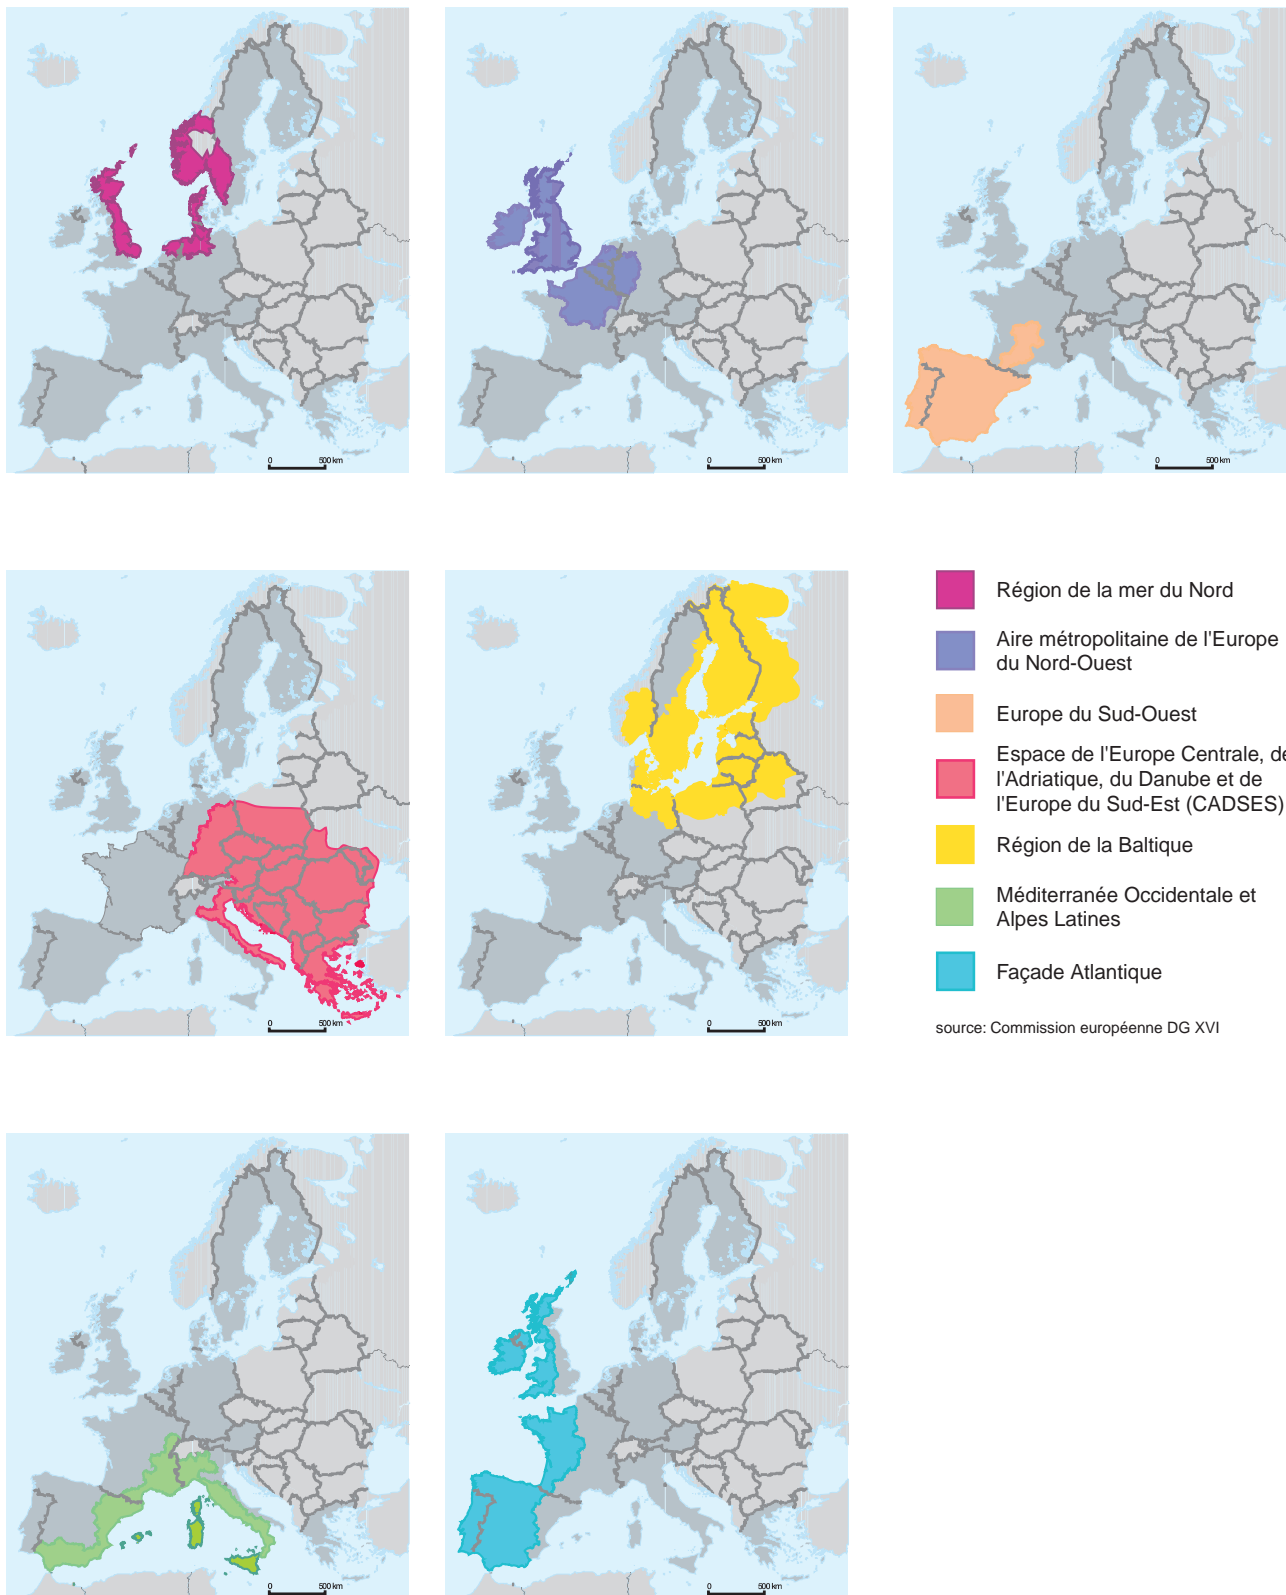 0 500 km
0 500 km
0 500 km
Région de la mer du Nord
Aire métropolitaine de l'Europe
du Nord-Ouest
Europe du Sud-Ouest
Espace de l'Europe Centrale, de
l'Adriatique, du Danube et de
l'Europe du Sud-Est (CADSES)
Région de la Baltique
Méditerranée Occidentale et
Alpes Latines
Façade Atlantique
source: Commission européenne DG XVI
0 500 km
0 500 km
0 500 km
0 500 km